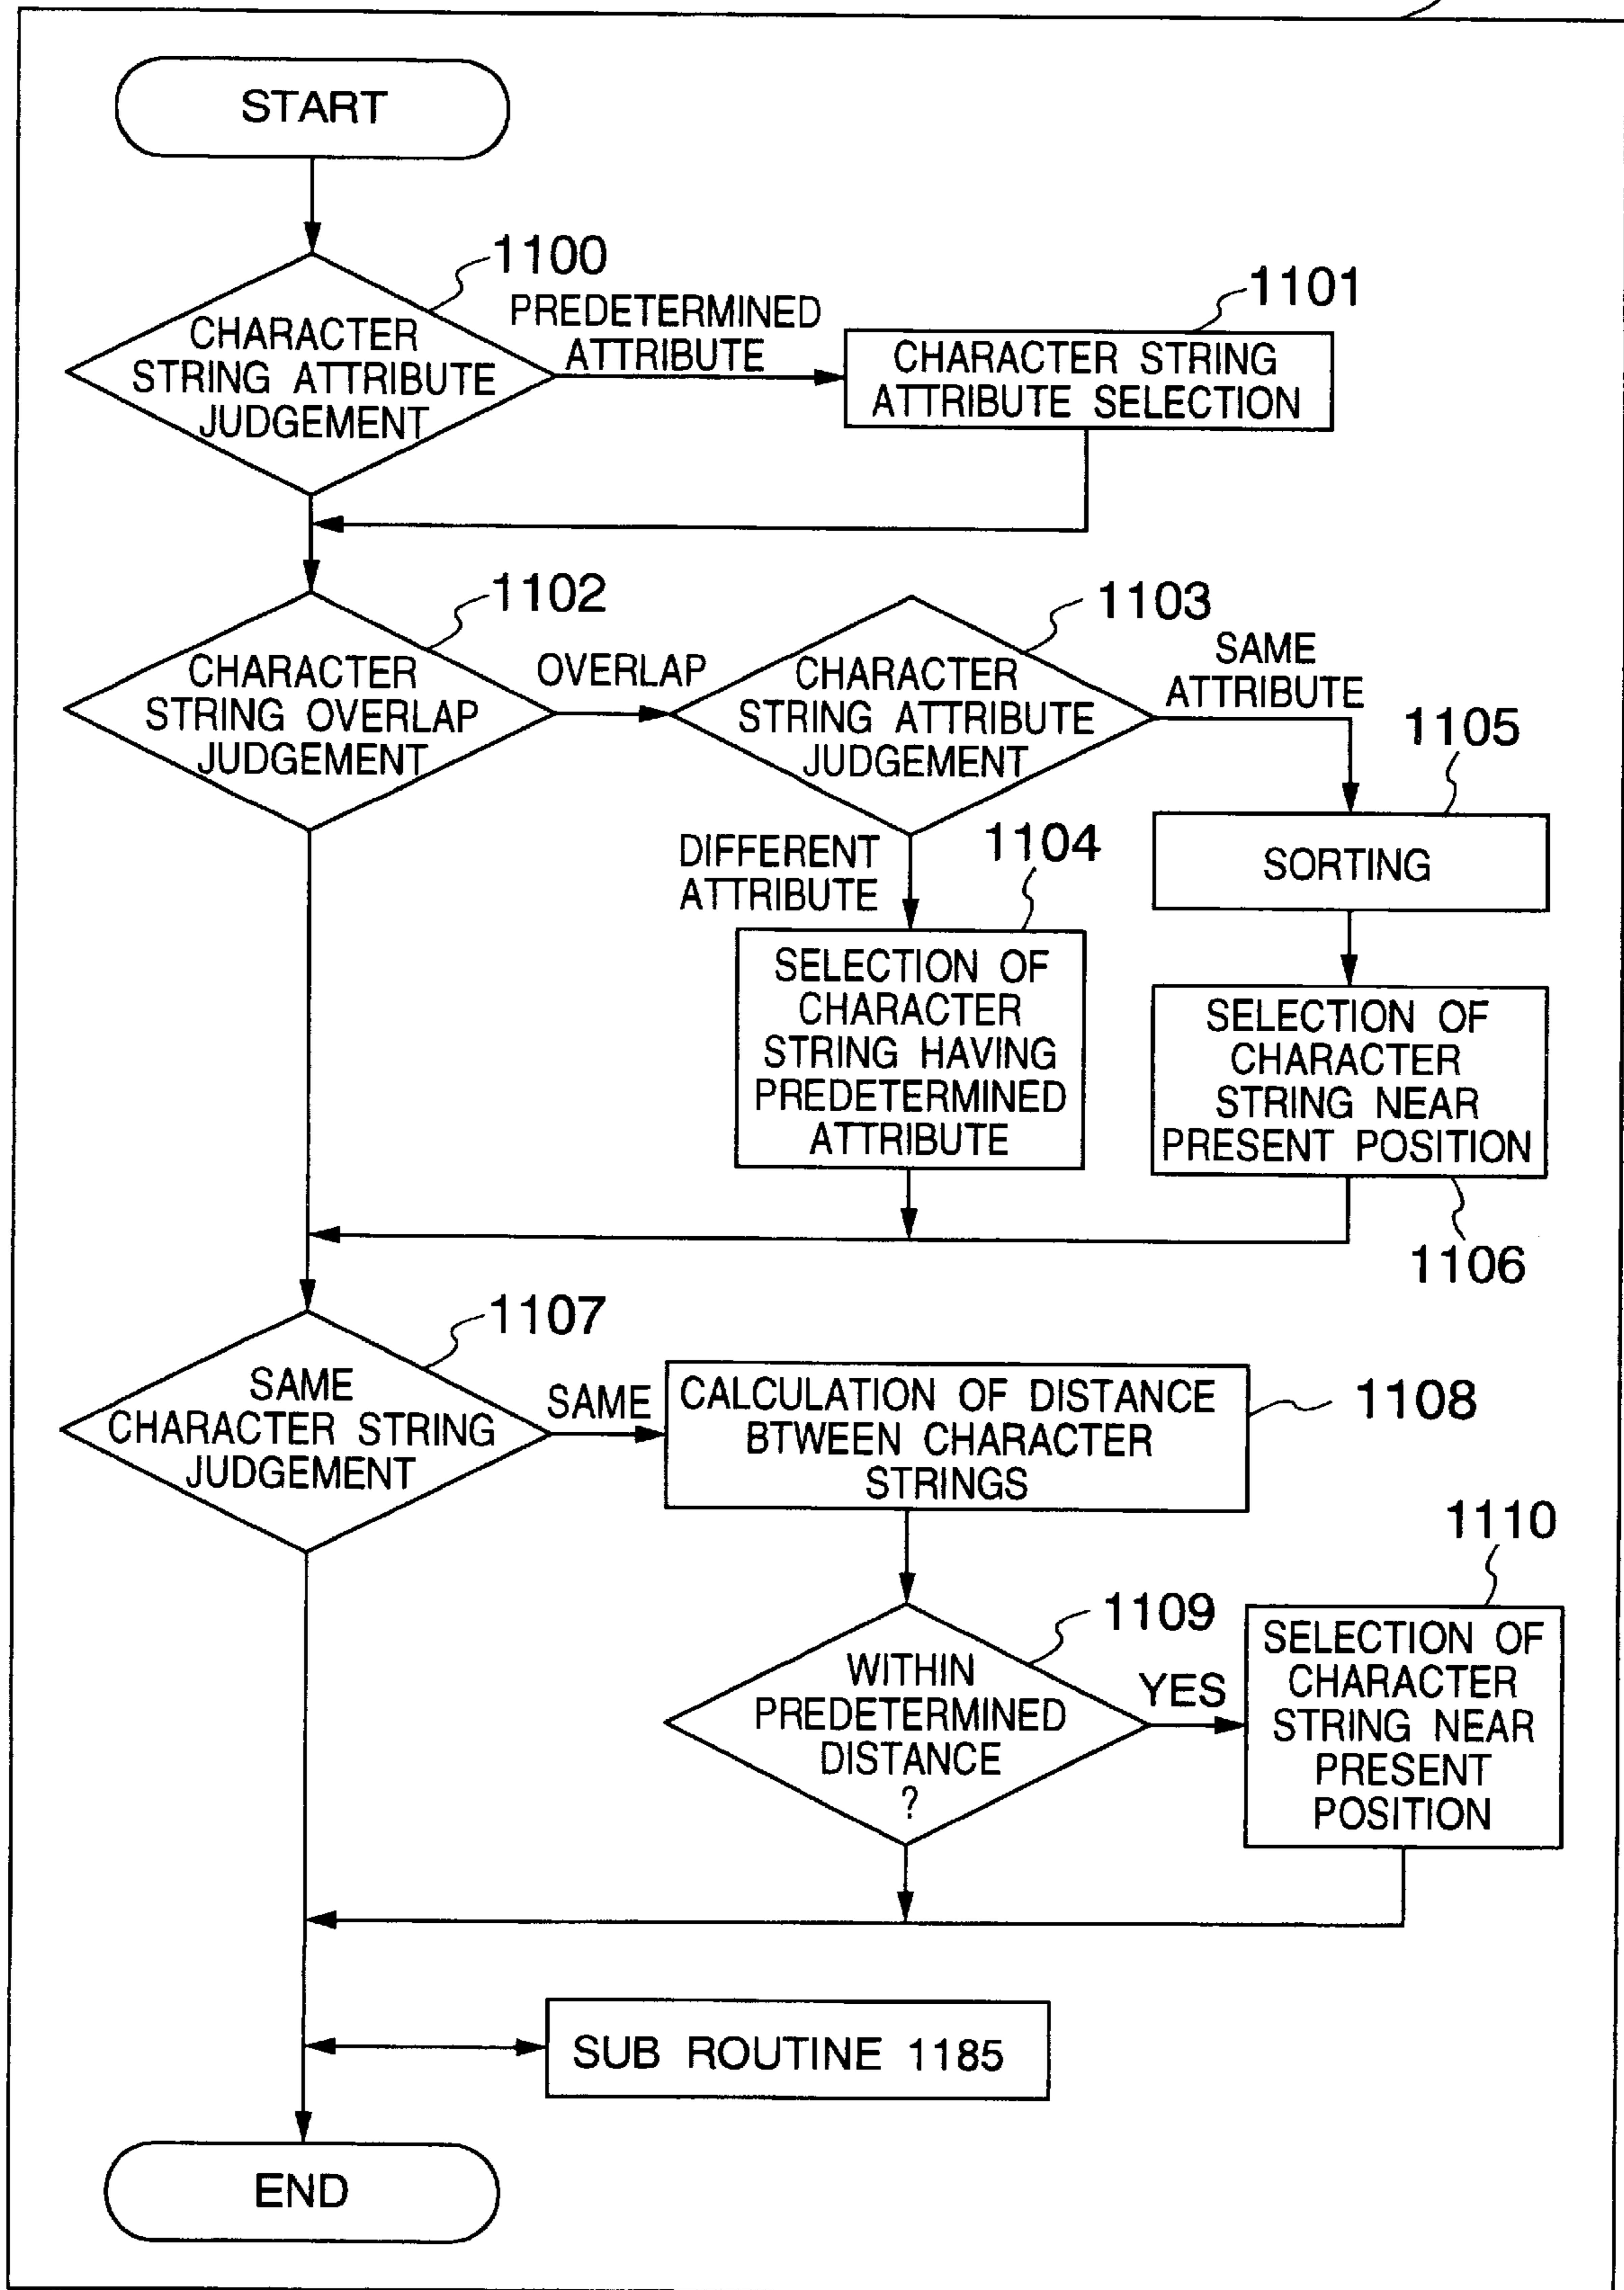 START
1100
CHARACTER
STRING ATTRIBUTE
JUDGEMENT
PREDETERMINED
ATTRIBUTE
1101
CHARACTER STRING
ATTRIBUTE SELECTION
1102
CHARACTER
STRING OVERLAP
JUDGEMENT
OVERLAP
1103
CHARACTER
STRING ATTRIBUTE
JUDGEMENT
SAME
ATTRIBUTE
DIFFERENT
ATTRIBUTE
1104
SELECTION OF
CHARACTER
STRING HAVING
PREDETERMINED
ATTRIBUTE
1105
SORTING
SELECTION OF
CHARACTER
STRING NEAR
PRESENT POSITION
1106
1107
SAME
CHARACTER STRING
JUDGEMENT
SAME
CALCULATION OF DISTANCE
BTWEEN CHARACTER
STRINGS
1108
1109
WITHIN
PREDETERMINED
DISTANCE
?
YES
1110
SELECTION OF
CHARACTER
STRING NEAR
PRESENT
POSITION
SUB ROUTINE 1185
END